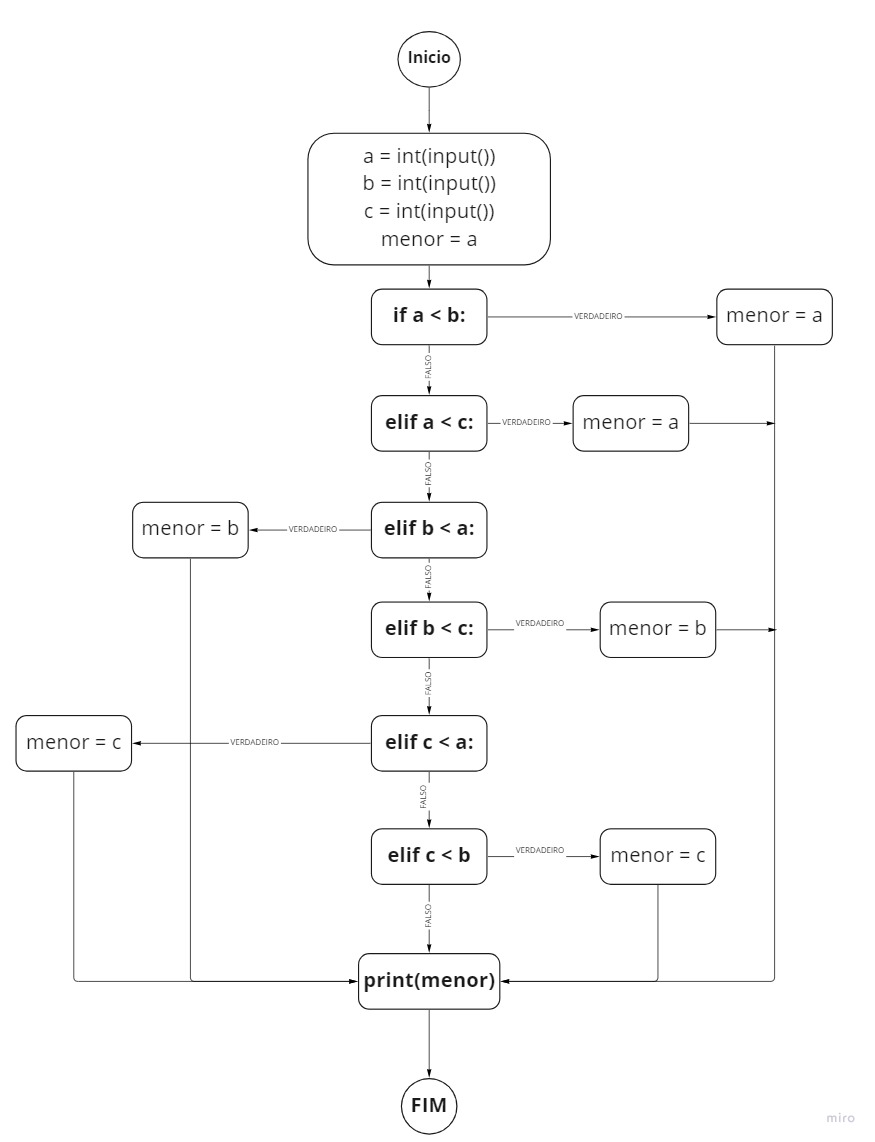 Inicio
a = int(input())
b = int(input())
c = int(input())
menor = a
if a < b:
VERDADEIRO
menor = a
FALSO
elif a < c:
VERDADEIRO
menor = a
FALSO
menor = b
VERDADEIRO
elif b < a:
FALSO
elif b < c:
VERDADEIRO
menor = b
FALSO
menor = c
VERDADEIRO
elif c < a:
FALSO
elif c < b
VERDADEIRO
menor = c
FALSO
print(menor)
FIM
miro